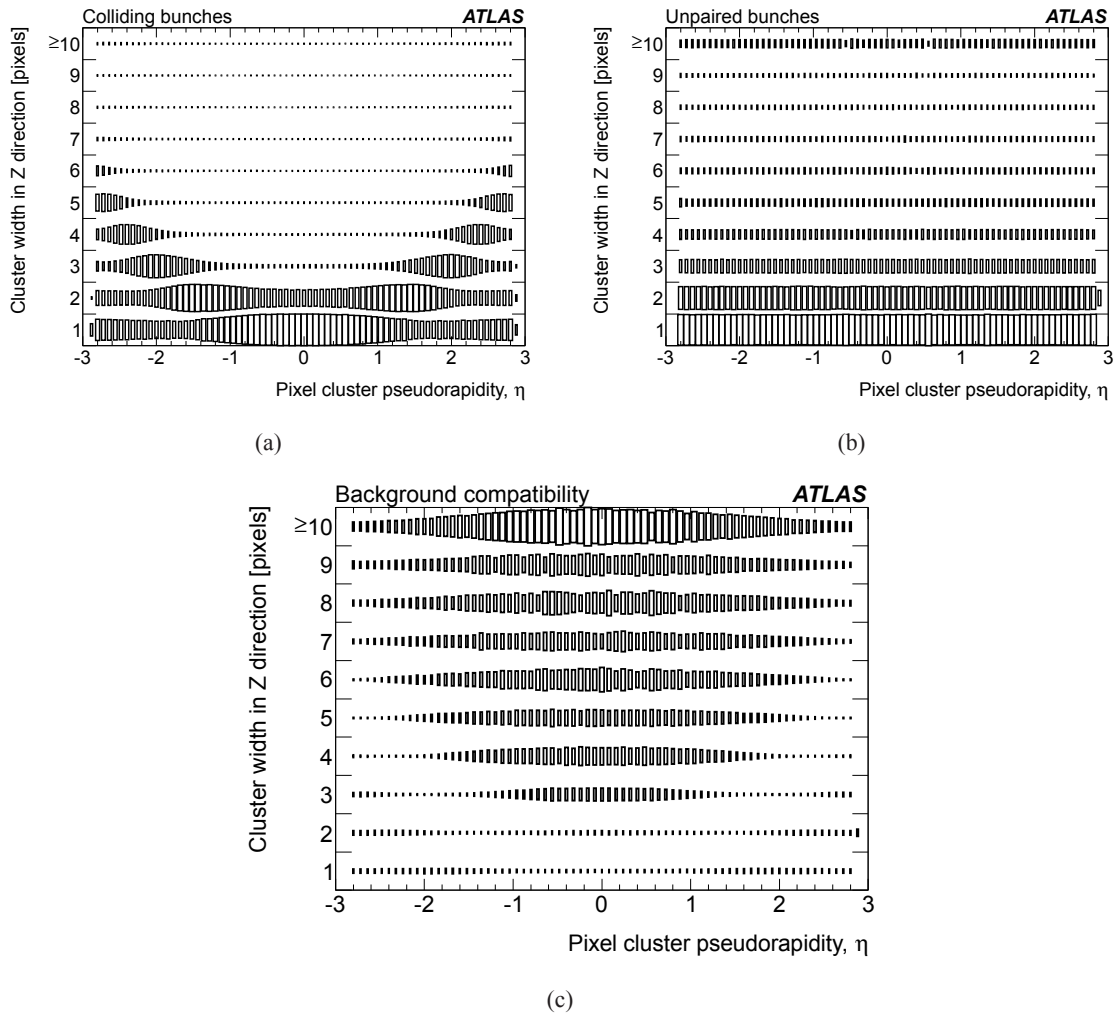 Colliding bunches ATLAS
Cluster width in Z direction [pixels]
≥10
9
8
7
6
5
4
3
2
1
-3 -2 -1 0 1 2 3
Pixel cluster pseudorapidity, η
(a)
Unpaired bunches ATLAS
Cluster width in Z direction [pixels]
≥10
9
8
7
6
5
4
3
2
1
-3 -2 -1 0 1 2 3
Pixel cluster pseudorapidity, η
(b)
Background compatibility ATLAS
Cluster width in Z direction [pixels]
≥10
9
8
7
6
5
4
3
2
1
-3 -2 -1 0 1 2 3
Pixel cluster pseudorapidity, η
(c)